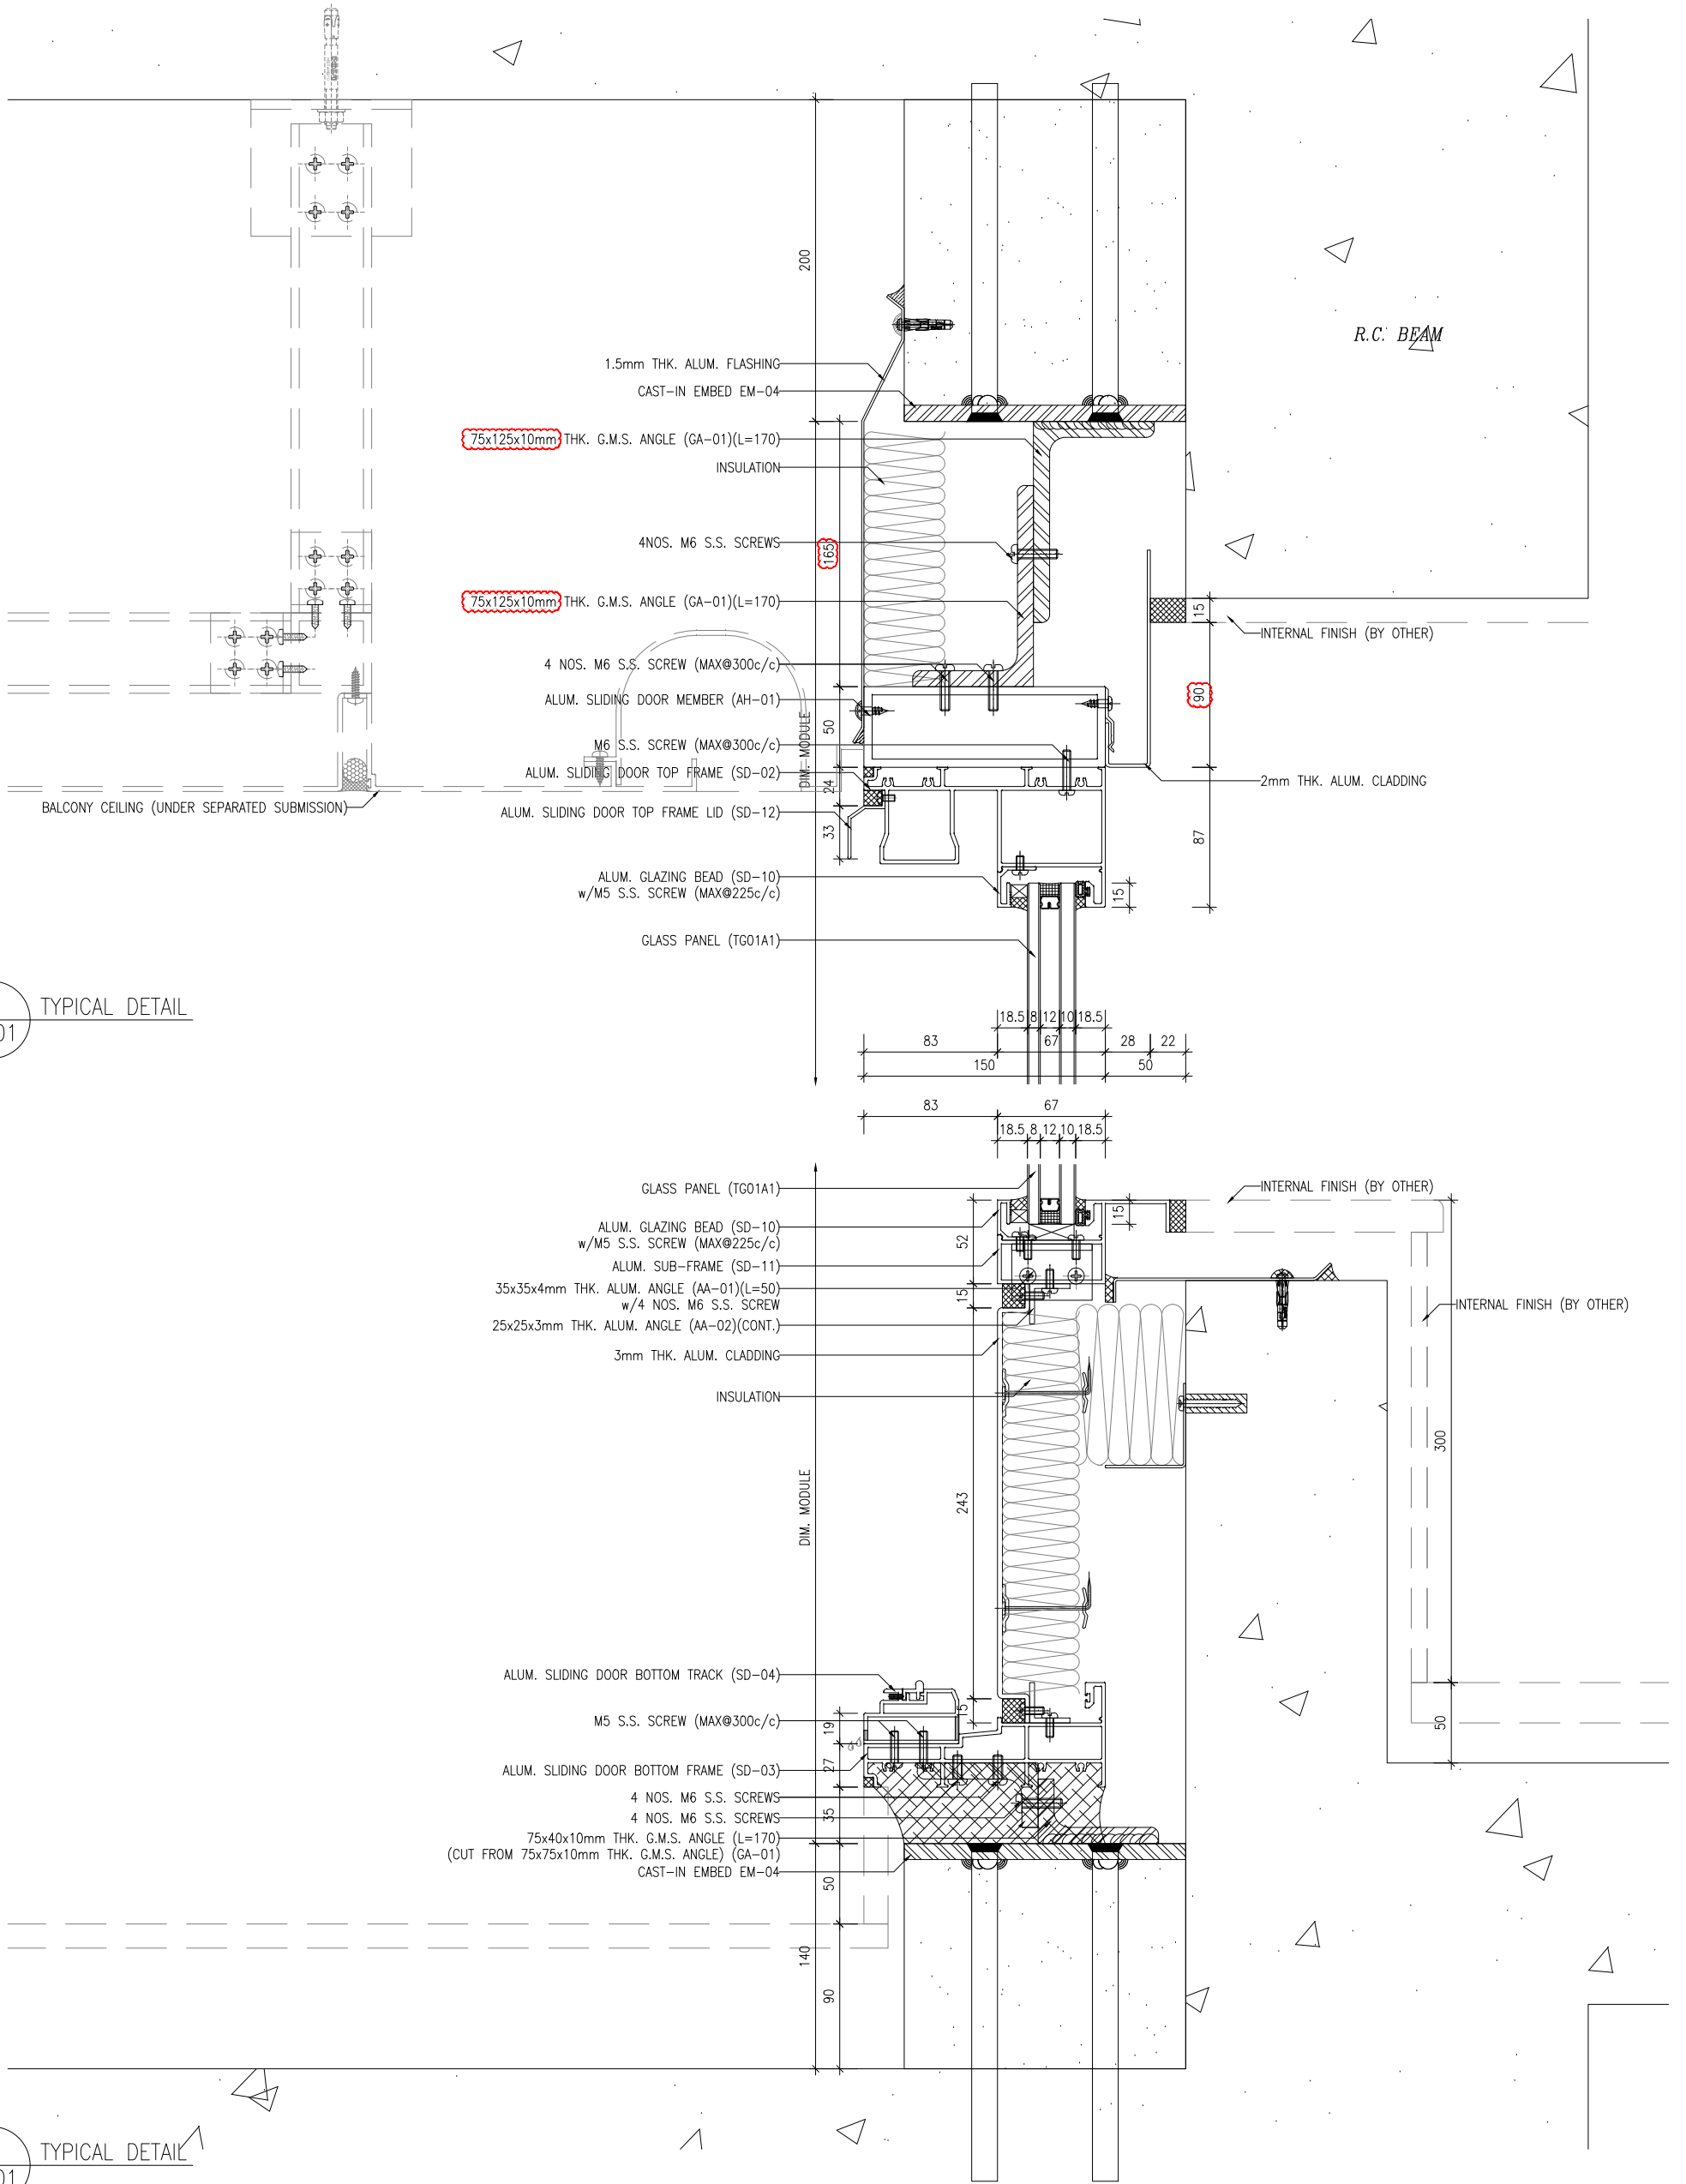 200
R.C. BEAM
1.5mm THK. ALUM. FLASHING
CAST-IN EMBED EM-04
75x125x10mm THK. G.M.S. ANGLE (GA-01)(L=170)
INSULATION
4NOS. M6 S.S. SCREWS
165
75x125x10mm THK. G.M.S. ANGLE (GA-01)(L=170)
15
INTERNAL FINISH (BY OTHER)
4 NOS. M6 S.S. SCREW (MAX@300c/c)
90
ALUM. SLIDING DOOR MEMBER (AH-01)
50
DIM. MODULE
M6 S.S. SCREW (MAX@300c/c)
ALUM. SLIDING DOOR TOP FRAME (SD-02)
24
2mm THK. ALUM. CLADDING
BALCONY CEILING (UNDER SEPARATED SUBMISSION)
ALUM. SLIDING DOOR TOP FRAME LID (SD-12)
33
87
ALUM. GLAZING BEAD (SD-10)
w/M5 S.S. SCREW (MAX@225c/c)
15
GLASS PANEL (TG01A1)
TYPICAL DETAIL
01
18.5 8 12 10 18.5
83 67 28 22
150 50
83 67
18.5 8 12 10 18.5
GLASS PANEL (TG01A1)
INTERNAL FINISH (BY OTHER)
15
ALUM. GLAZING BEAD (SD-10)
w/M5 S.S. SCREW (MAX@225c/c)
52
ALUM. SUB-FRAME (SD-11)
35x35x4mm THK. ALUM. ANGLE (AA-01)(L=50)
w/4 NOS. M6 S.S. SCREW
15
INTERNAL FINISH (BY OTHER)
25x25x3mm THK. ALUM. ANGLE (AA-02)(CONT.)
3mm THK. ALUM. CLADDING
INSULATION
300
DIM. MODULE
243
ALUM. SLIDING DOOR BOTTOM TRACK (SD-04)
15
M5 S.S. SCREW (MAX@300c/c)
19
50
ALUM. SLIDING DOOR BOTTOM FRAME (SD-03)
27
4 NOS. M6 S.S. SCREWS
4 NOS. M6 S.S. SCREWS
35
75x40x10mm THK. G.M.S. ANGLE (L=170)
(CUT FROM 75x75x10mm THK. G.M.S. ANGLE) (GA-01)
CAST-IN EMBED EM-04
50
140
90
TYPICAL DETAIL
01